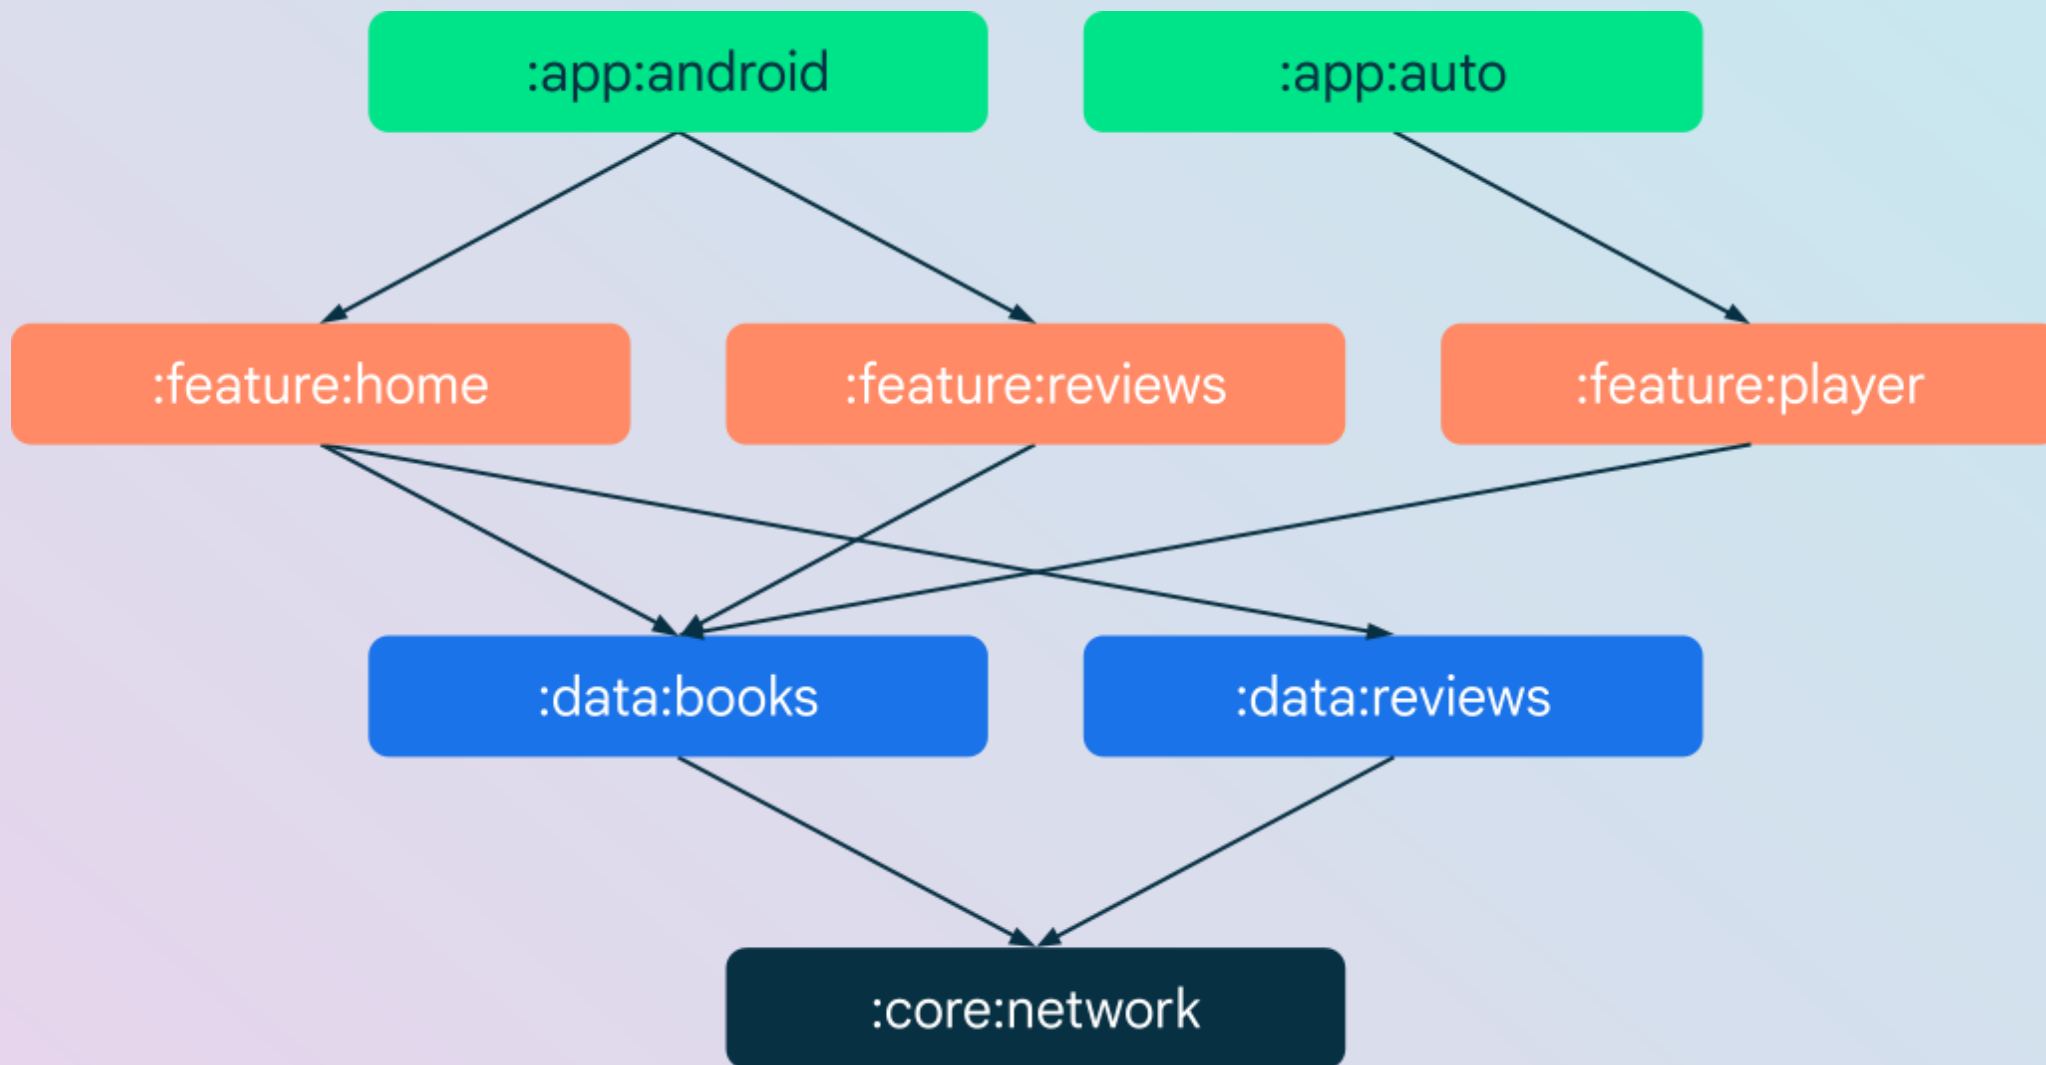 :app:android
:app:auto
:feature:home
:feature:reviews
:feature:player
:data:books
:data:reviews
:core:network